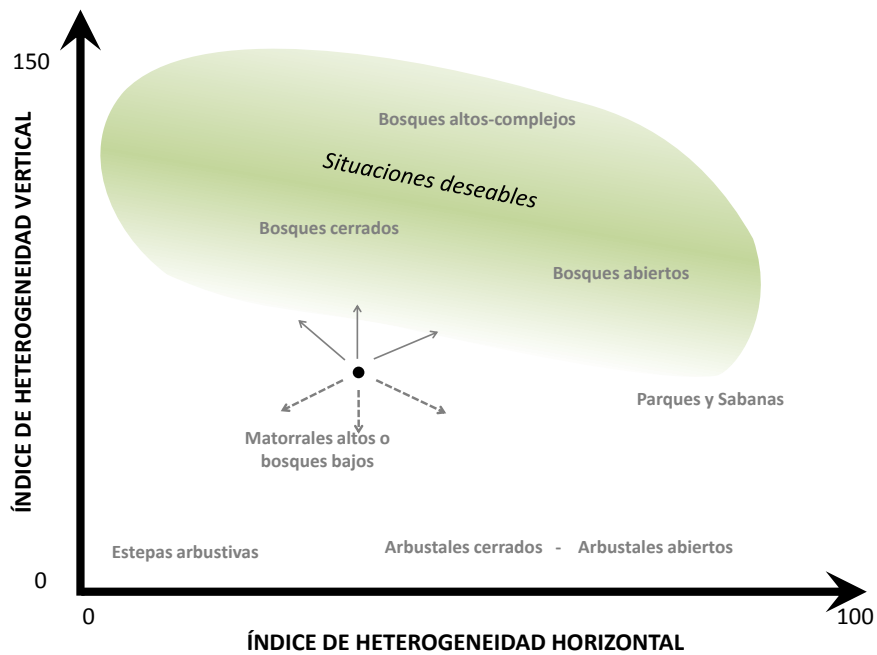 150
ÍNDICE DE HETEROGENEIDAD VERTICAL
Bosques altos-complejos
Situaciones deseables
Bosques cerrados
Bosques abiertos
Parques y Sabanas
Matorrales altos o
bosques bajos
Estepas arbustivas
Arbustales cerrados - Arbustales abiertos
0
0
100
ÍNDICE DE HETEROGENEIDAD HORIZONTAL